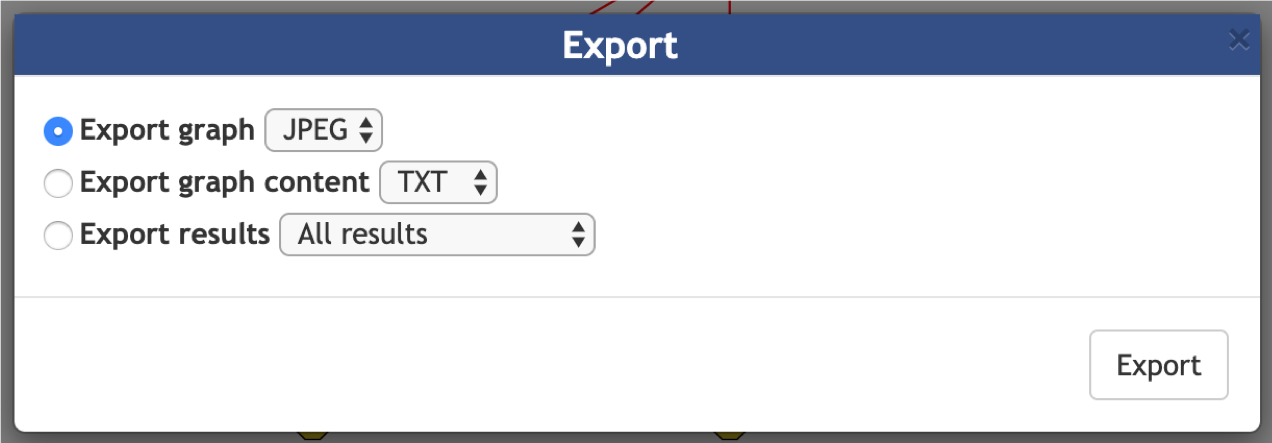 Export
Export graph JPEG
Export graph content TXT
Export results All results
Export